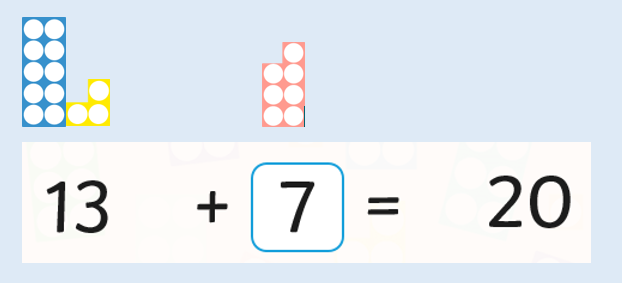 13 + 7 = 20